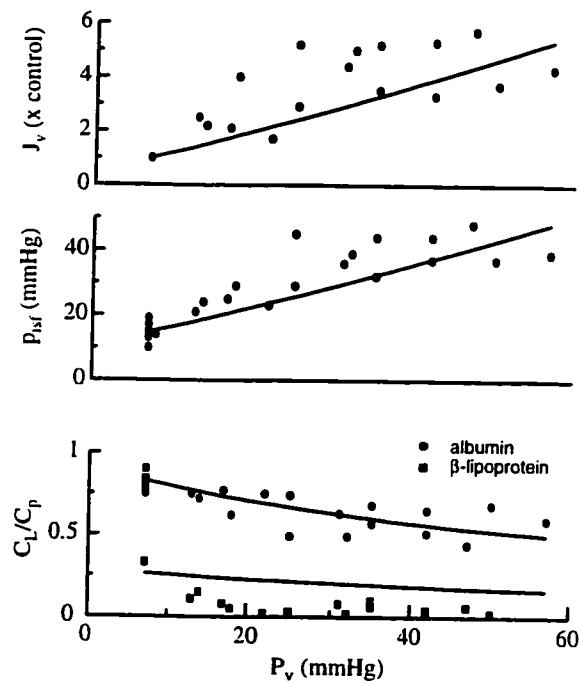 6
4
2
0
J_v (x control)
40
20
0
p_isf (mmHg)
1
0.5
0
C_L/C_p
albumin
β-lipoprotein
0
20
40
60
P_v (mmHg)